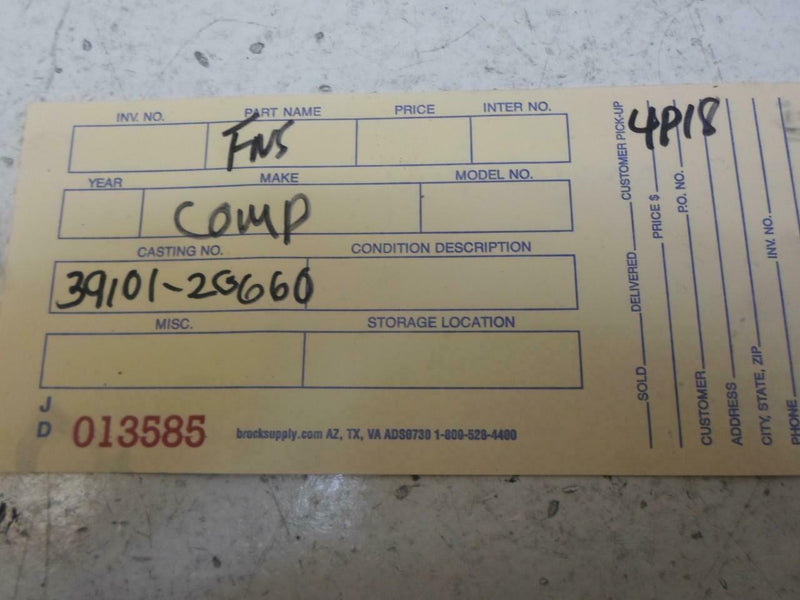 INV. NO. PART NAME PRICE INTER NO.
FNS
YEAR MAKE MODEL NO.
COMP
CASTING NO. CONDITION DESCRIPTION
39101-2G660
MISC. STORAGE LOCATION
J
D
013585
brocksupply.com AZ, TX, VA ADS0730 1-800-528-4400
SOLD DELIVERED CUSTOMER PICK-UP
4P18
PRICE $
P.O. NO.
CUSTOMER
ADDRESS
CITY, STATE, ZIP
PHONE INV. NO.